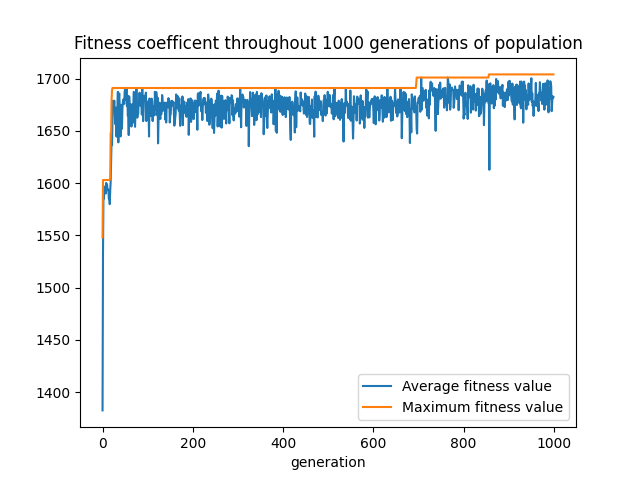 Fitness coefficent throughout 1000 generations of population
1700
1650
1600
1550
1500
1450
1400
0 200 400 600 800 1000
generation
Average fitness value
Maximum fitness value